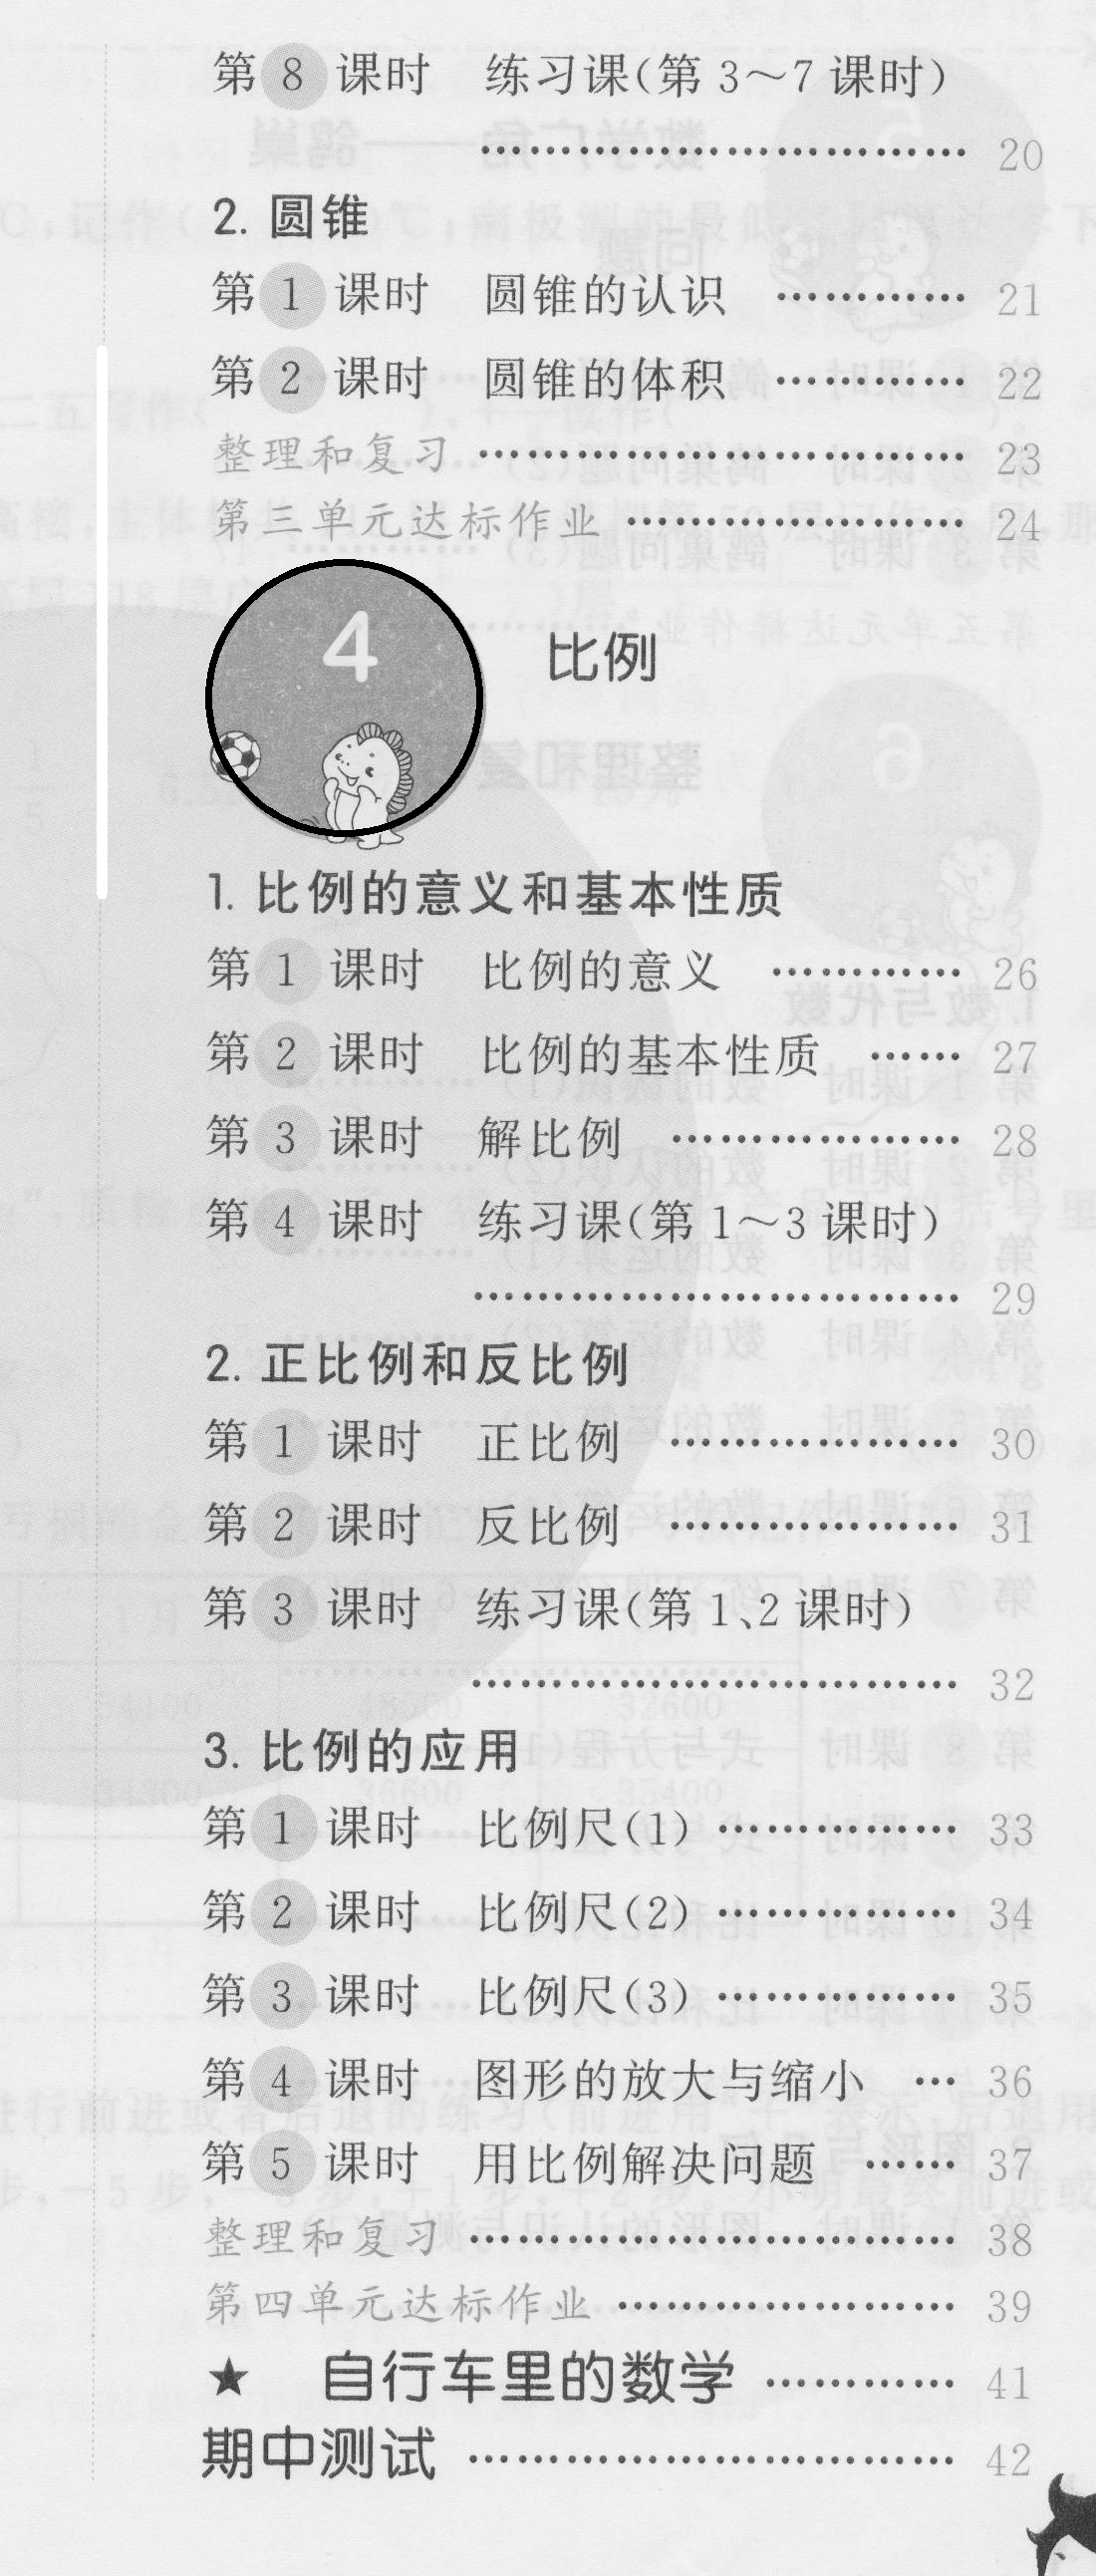 第 8 课时 练习课(第 3～7 课时)
…………………………… 20
2. 圆锥
第 1 课时 圆锥的认识 ………… 21
第 2 课时 圆锥的体积 ………… 22
整理和复习 …………………………… 23
第三单元达标作业 ………………… 24
4 比例
1. 比例的意义和基本性质
第 1 课时 比例的意义 ………… 26
第 2 课时 比例的基本性质 …… 27
第 3 课时 解比例 ……………… 28
第 4 课时 练习课(第 1～3 课时)
…………………………… 29
2. 正比例和反比例
第 1 课时 正比例 ……………… 30
第 2 课时 反比例 ……………… 31
第 3 课时 练习课(第 1、2 课时)
…………………………… 32
3. 比例的应用
第 1 课时 比例尺(1) …………… 33
第 2 课时 比例尺(2) …………… 34
第 3 课时 比例尺(3) …………… 35
第 4 课时 图形的放大与缩小 … 36
第 5 课时 用比例解决问题 …… 37
整理和复习 …………………………… 38
第四单元达标作业 ………………… 39
★ 自行车里的数学 ………… 41
期中测试 …………………………… 42